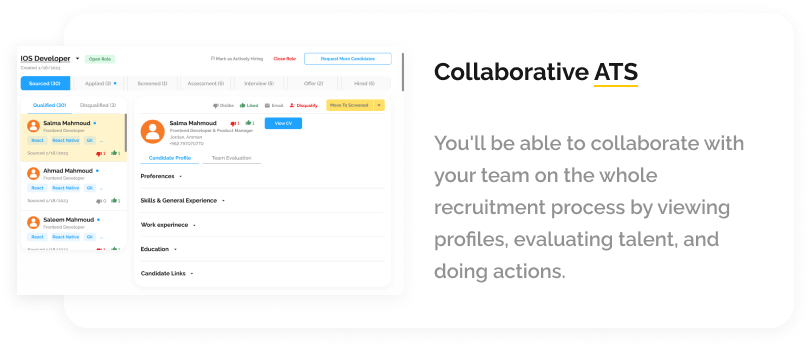 IOS Developer
Open Role
Mark as Actively Hiring
Close Role
Request More Candidates
Created 1/16/2023
Sourced (30)
Applied (3)
Screened (1)
Assessment (5)
Interview (5)
Offer (2)
Hired (5)
Qualified (30)
Disqualified (3)
Dislike
Liked
Email
Disqualify
Move To Screened
Salma Mahmoud
Frontend Developer
React
React Native
Git
...
Sourced 1/18/2023
1
1
Ahmad Mahmoud
Frontend Developer
React
React Native
Git
...
Sourced 1/18/2023
0
1
Saleem Mahmoud
Frontend Developer
React
React Native
Git
...
Sourced 1/18/2023
1
1
Salma Mahmoud
1
1
View CV
Frontend Developer & Product Manager
Jordan, Amman
+962 797070770
Candidate Profile
Team Evaluation
Preferences
Skills & General Experience
Work experinece
Education
Candidate Links
Collaborative ATS
You'll be able to collaborate with
your team on the whole
recruitment process by viewing
profiles, evaluating talent, and
doing actions.